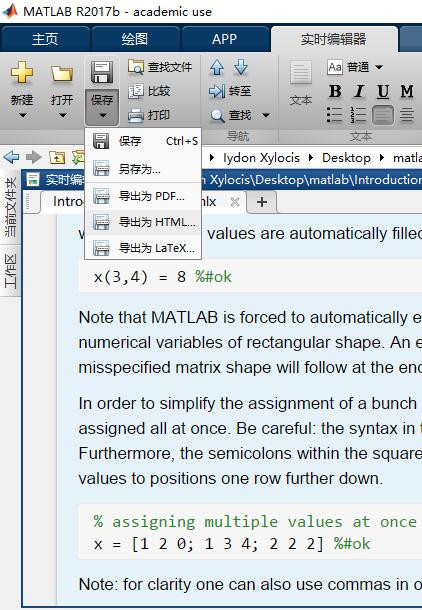 MATLAB R2017b - academic use
主页 绘图 APP 实时编辑器
新建 打开 保存 查找文件 比较 打印
转至 查找 导航
文本 Aa 普通 B I U M 文本
保存 Ctrl+S
另存为...
导出为 PDF...
导出为 HTML...
导出为 LaTeX...
Iydon Xylocis Desktop matla
实时编 n Xylocis\Desktop\matlab\Introduction
Intro mlx
当前文件夹
工作区
values are automatically filled
x(3,4) = 8 %#ok
Note that MATLAB is forced to automatically e
numerical variables of rectangular shape. An e
misspecified matrix shape will follow at the end
In order to simplify the assignment of a bunch
assigned all at once. Be careful: the syntax in t
Furthermore, the semicolons within the square
values to positions one row further down.
% assigning multiple values at once
x = [1 2 0; 1 3 4; 2 2 2] %#ok
Note: for clarity one can also use commas in o